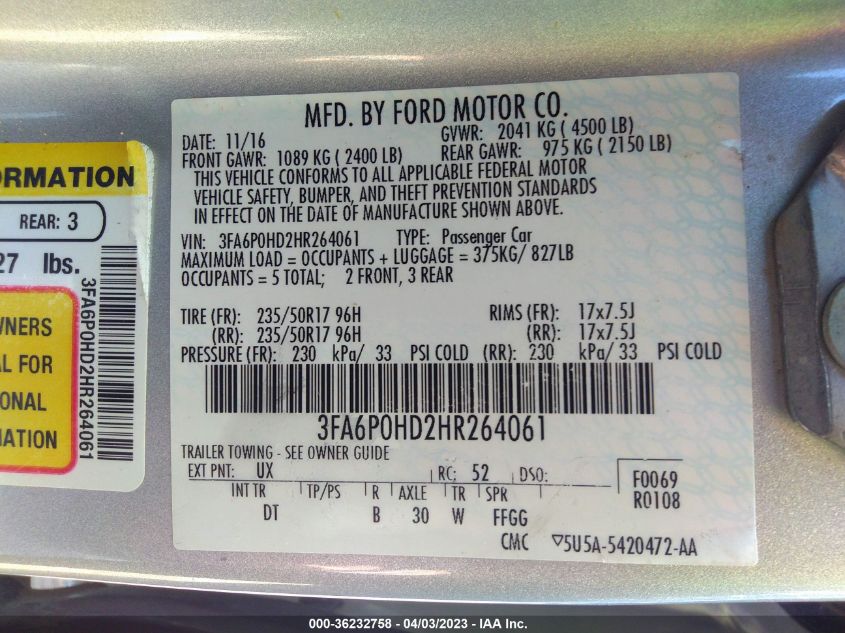 MFD. BY FORD MOTOR CO.
DATE: 11/16 GVWR: 2041 KG ( 4500 LB)
FRONT GAWR: 1089 KG ( 2400 LB) REAR GAWR: 975 KG ( 2150 LB)
THIS VEHICLE CONFORMS TO ALL APPLICABLE FEDERAL MOTOR
VEHICLE SAFETY, BUMPER, AND THEFT PREVENTION STANDARDS
IN EFFECT ON THE DATE OF MANUFACTURE SHOWN ABOVE.
VIN: 3FA6P0HD2HR264061 TYPE: Passenger Car
MAXIMUM LOAD = OCCUPANTS + LUGGAGE = 375KG/ 827LB
OCCUPANTS = 5 TOTAL; 2 FRONT, 3 REAR
TIRE (FR): 235/50R17 96H RIMS (FR): 17x7.5J
(RR): 235/50R17 96H (RR): 17x7.5J
PRESSURE (FR): 230 kPa/ 33 PSI COLD (RR): 230 kPa/ 33 PSI COLD
3FA6P0HD2HR264061
TRAILER TOWING - SEE OWNER GUIDE
EXT PNT: UX RC: 52 DSO:
F0069
R0108
INT TR TP/PS R AXLE TR SPR
DT B 30 W FFGG
CMC ▽5U5A-5420472-AA
ORMATION
REAR: 3
27 lbs.
WNERS
AL FOR
ONAL
MATION
3FA6P0HD2HR264061
000-36232758 - 04/03/2023 - IAA Inc.